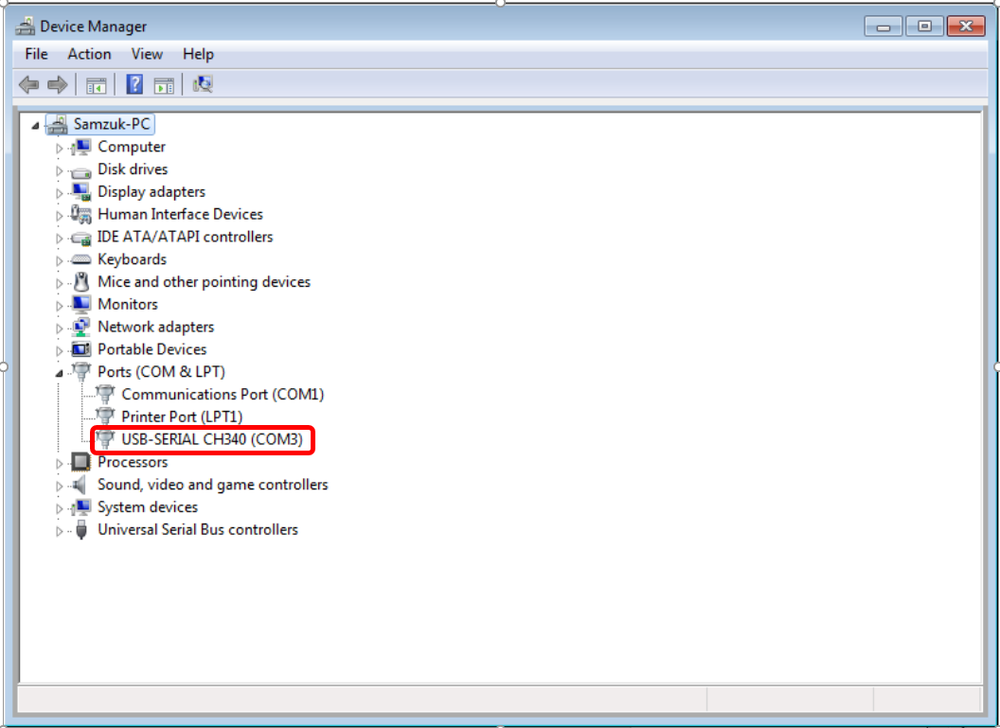 Device Manager
File Action View Help
Samzuk-PC
Computer
Disk drives
Display adapters
Human Interface Devices
IDE ATA/ATAPI controllers
Keyboards
Mice and other pointing devices
Monitors
Network adapters
Portable Devices
Ports (COM & LPT)
Communications Port (COM1)
Printer Port (LPT1)
USB-SERIAL CH340 (COM3)
Processors
Sound, video and game controllers
System devices
Universal Serial Bus controllers